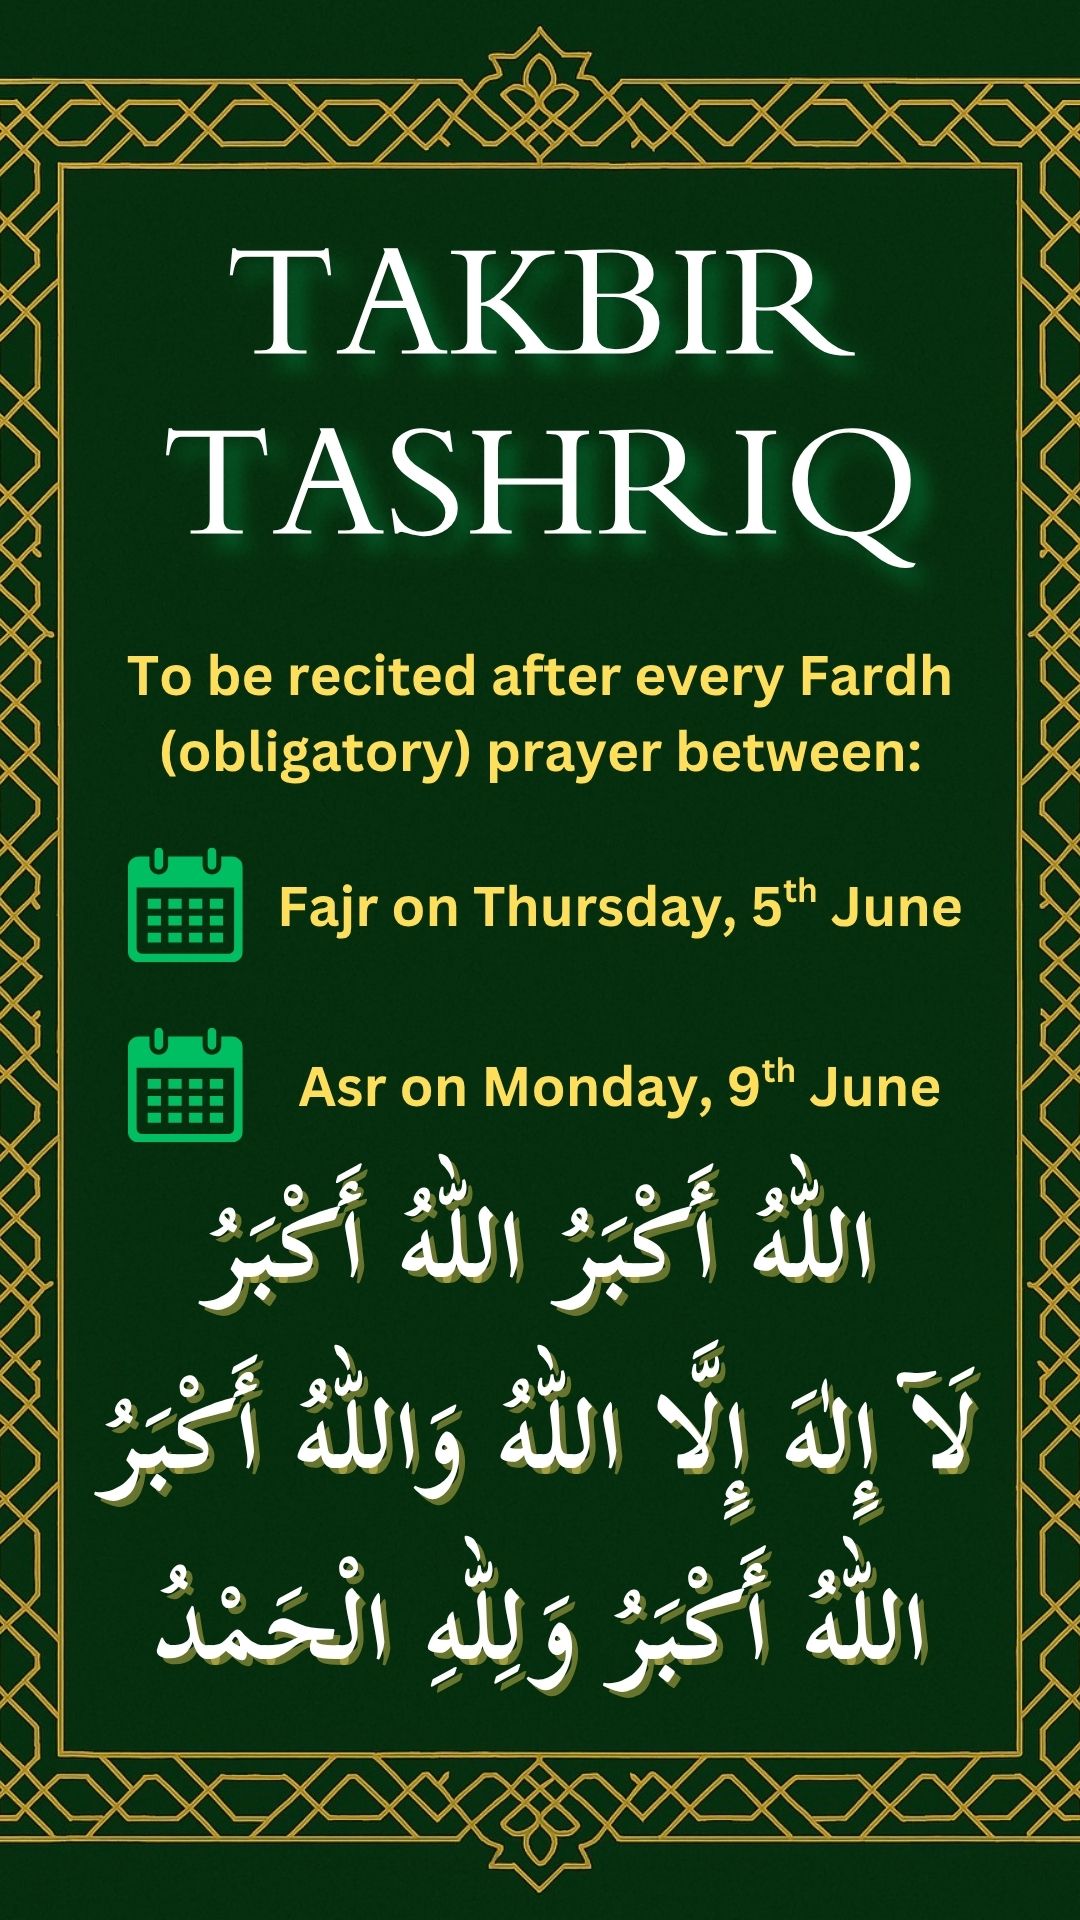 TAKBIR
TASHRIQ
To be recited after every Fardh
(obligatory) prayer between:
Fajr on Thursday, 5th June
Asr on Monday, 9th June
اللّٰهُ أَكْبَرُ اللّٰهُ أَكْبَرُ
لَآ إِلٰهَ إِلَّا اللّٰهُ وَاللّٰهُ أَكْبَرُ
اللّٰهُ أَكْبَرُ وَلِلّٰهِ الْحَمْدُ